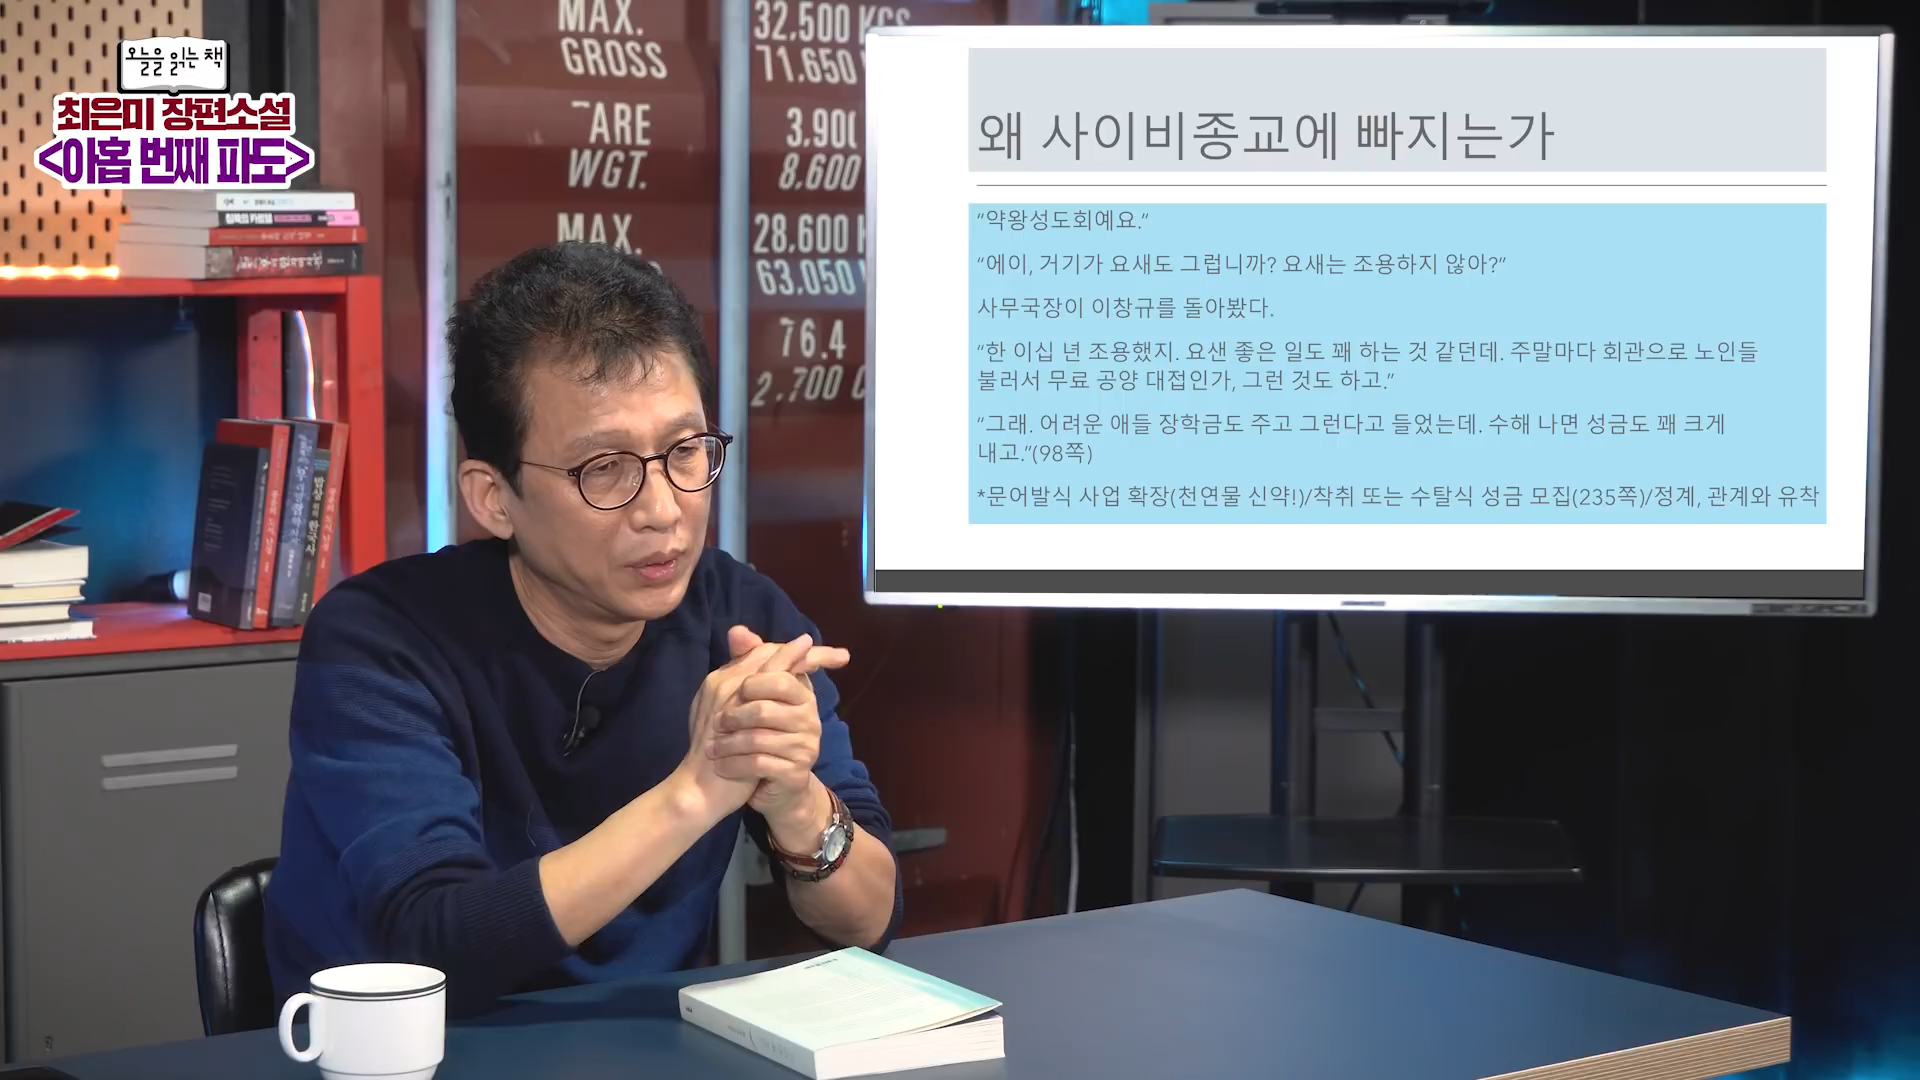 오늘을 읽는 책
최은미 장편소설
<아홉 번째 파도>
MAX.
GROSS
32,500 KGS
71,650
ARE
WGT.
3,900
8,600
MAX.
28,600
63,050
76.4
2,700
왜 사이비종교에 빠지는가
“약왕성도회예요.”
“에이, 거기가 요새도 그럽니까? 요새는 조용하지 않아?”
사무국장이 이창규를 돌아봤다.
“한 이십 년 조용했지. 요샌 좋은 일도 꽤 하는 것 같던데. 주말마다 회관으로 노인들
불러서 무료 공양 대접인가, 그런 것도 하고.”
“그래. 어려운 애들 장학금도 주고 그런다고 들었는데. 수해 나면 성금도 꽤 크게
내고.”(98쪽)
*문어발식 사업 확장(천연물 신약!)/착취 또는 수탈식 성금 모집(235쪽)/정계, 관계와 유착